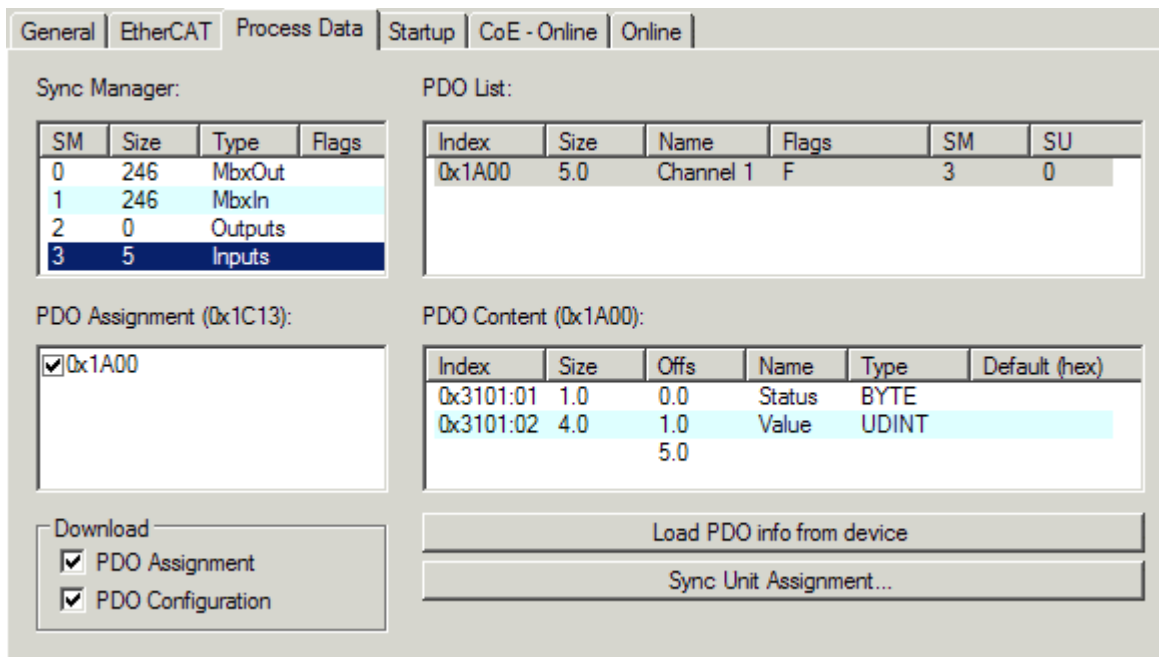 General EtherCAT Process Data Startup CoE - Online Online
Sync Manager:
SM Size Type Flags
0 246 MbxOut
1 246 MbxIn
2 0 Outputs
3 5 Inputs
PDO List:
Index Size Name Flags SM SU
0x1A00 5.0 Channel 1 F 3 0
PDO Assignment (0x1C13):
0x1A00
PDO Content (0x1A00):
Index Size Offs Name Type Default (hex)
0x3101:01 1.0 0.0 Status BYTE
0x3101:02 4.0 1.0 Value UDINT
5.0
Download
PDO Assignment
PDO Configuration
Load PDO info from device
Sync Unit Assignment...